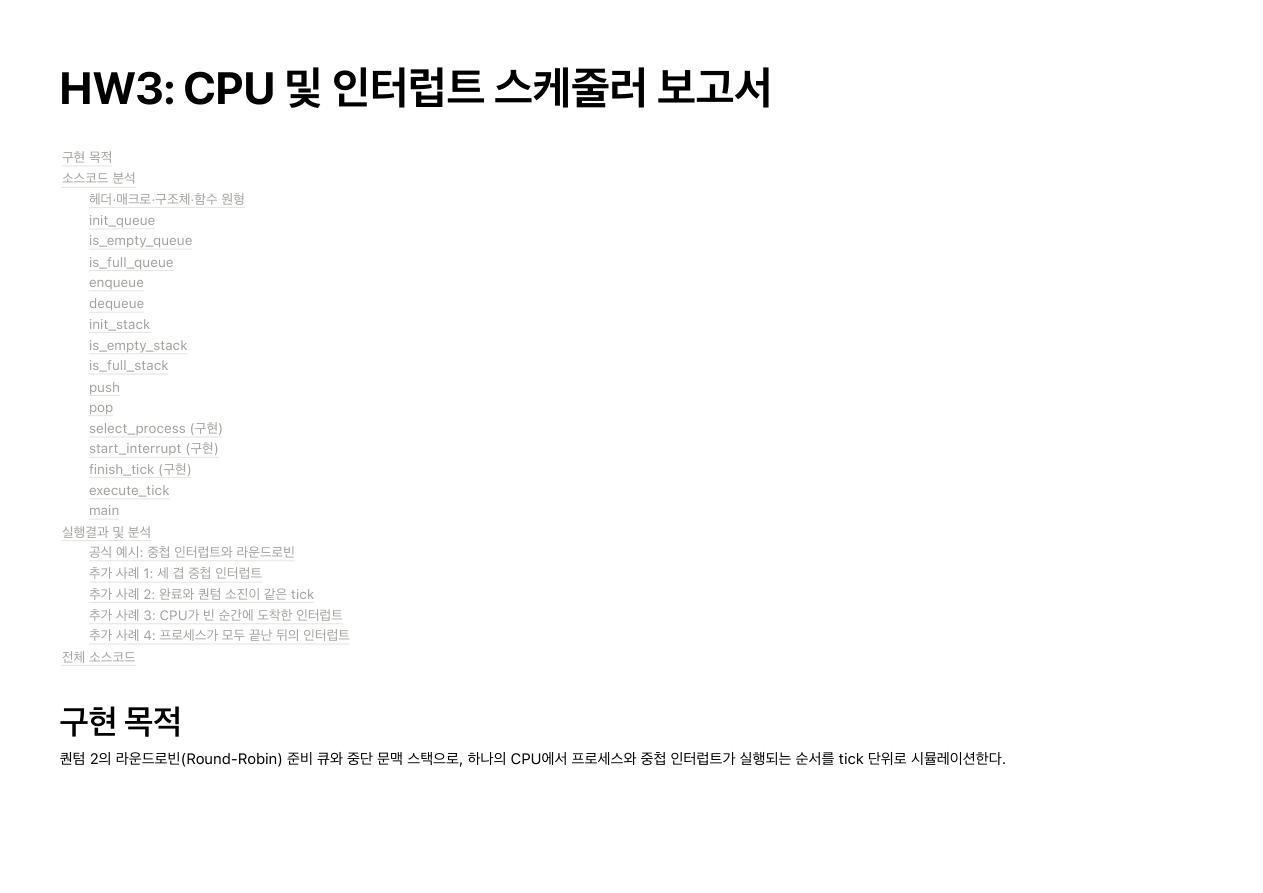 HW3: CPU 및 인터럽트 스케줄러 보고서
구현 목적
소스코드 분석
헤더·매크로·구조체·함수 원형
init_queue
is_empty_queue
is_full_queue
enqueue
dequeue
init_stack
is_empty_stack
is_full_stack
push
pop
select_process (구현)
start_interrupt (구현)
finish_tick (구현)
execute_tick
main
실행결과 및 분석
공식 예시: 중첩 인터럽트와 라운드로빈
추가 사례 1: 세 겹 중첩 인터럽트
추가 사례 2: 완료와 퀀텀 소진이 같은 tick
추가 사례 3: CPU가 빈 순간에 도착한 인터럽트
추가 사례 4: 프로세스가 모두 끝난 뒤의 인터럽트
전체 소스코드
구현 목적
퀀텀 2의 라운드로빈(Round-Robin) 준비 큐와 중단 문맥 스택으로, 하나의 CPU에서 프로세스와 중첩 인터럽트가 실행되는 순서를 tick 단위로 시뮬레이션한다.